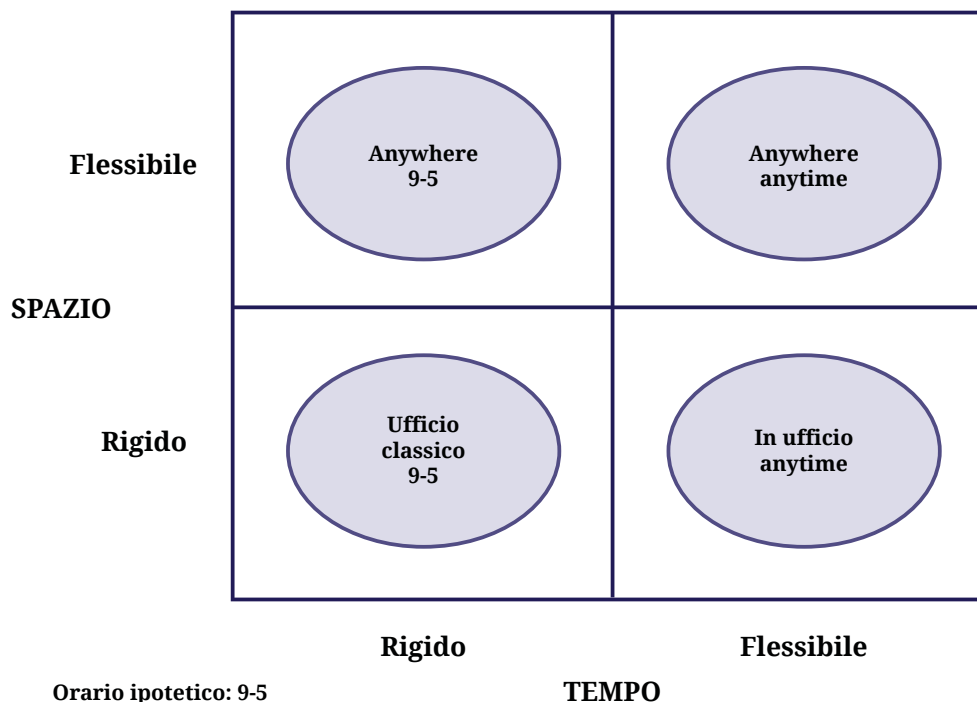 Flessibile
Anywhere
9-5
Anywhere
anytime
SPAZIO
Rigido
Ufficio
classico
9-5
In ufficio
anytime
Rigido
Flessibile
Orario ipotetico: 9-5
TEMPO